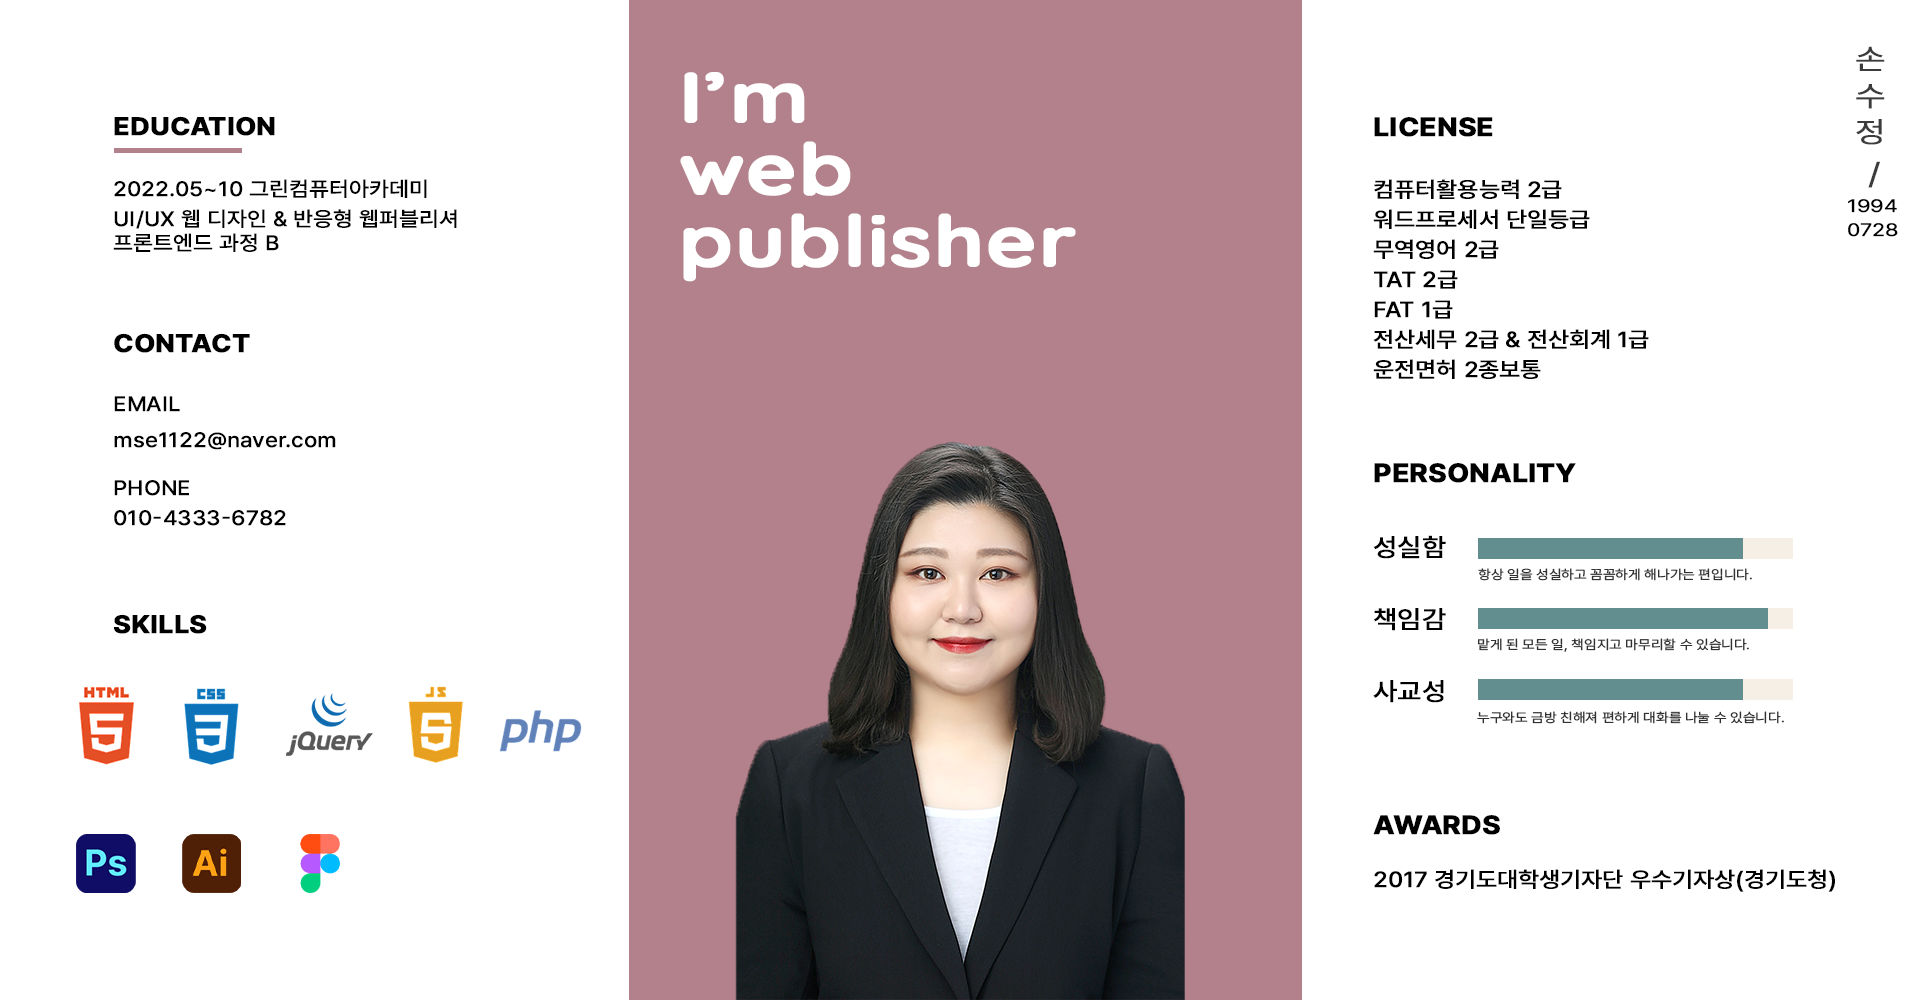 EDUCATION
2022.05~10 그린컴퓨터아카데미
UI/UX 웹 디자인 & 반응형 웹퍼블리셔
프론트엔드 과정 B
CONTACT
EMAIL
mse1122@naver.com
PHONE
010-4333-6782
SKILLS
HTML
5
CSS
3
jQuery
JS
5
php
Ps
Ai
I'm
web
publisher
LICENSE
컴퓨터활용능력 2급
워드프로세서 단일등급
무역영어 2급
TAT 2급
FAT 1급
전산세무 2급 & 전산회계 1급
운전면허 2종보통
PERSONALITY
성실함
항상 일을 성실하고 꼼꼼하게 해나가는 편입니다.
책임감
맡게 된 모든 일, 책임지고 마무리할 수 있습니다.
사교성
누구와도 금방 친해져 편하게 대화를 나눌 수 있습니다.
AWARDS
2017 경기도대학생기자단 우수기자상(경기도청)
손수정
/
1994
0728